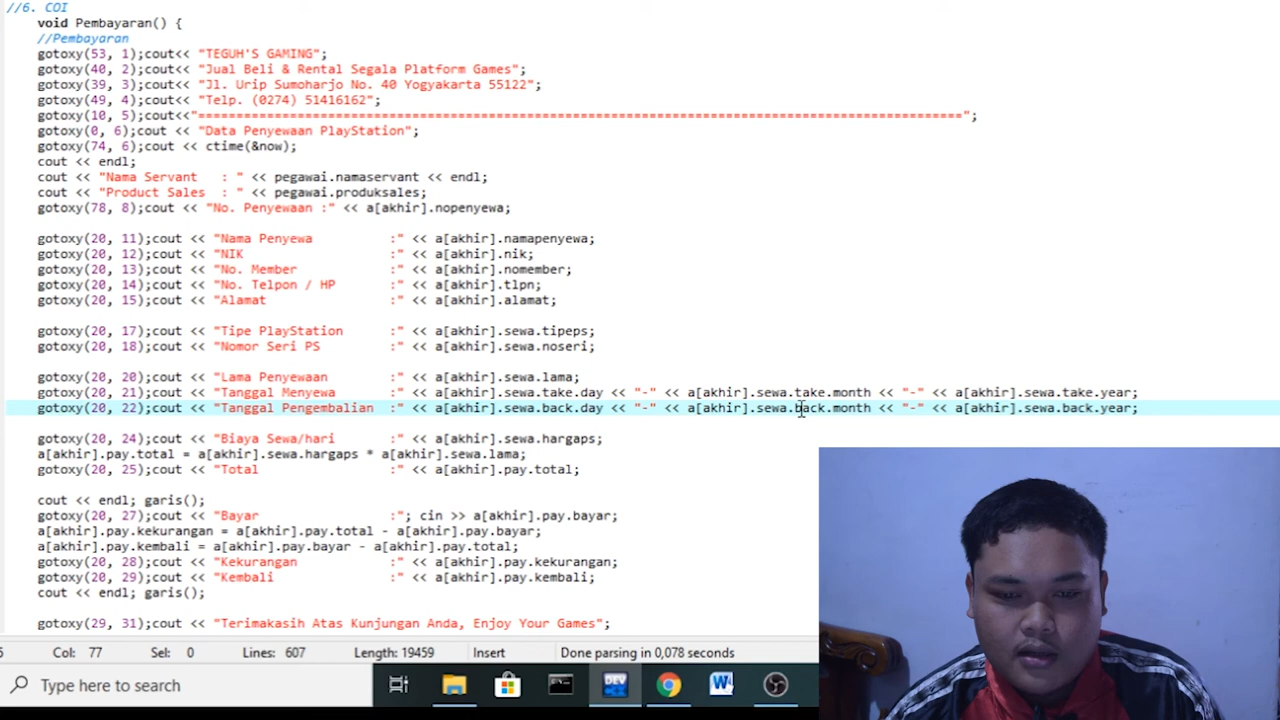 //6. COI
void Pembayaran() {
//Pembayaran
gotoxy(53, 1);cout<< "TEGUH'S GAMING";
gotoxy(40, 2);cout<< "Jual Beli & Rental Segala Platform Games";
gotoxy(39, 3);cout<< "Jl. Urip Sumoharjo No. 40 Yogyakarta 55122";
gotoxy(49, 4);cout<< "Telp. (0274) 51416162";
gotoxy(10, 5);cout<<"====================================================================================================";
gotoxy(0, 6);cout << "Data Penyewaan PlayStation";
gotoxy(74, 6);cout << ctime(&now);
cout << endl;
cout << "Nama Servant   : " << pegawai.namaservant << endl;
cout << "Product Sales  : " << pegawai.produksales;
gotoxy(78, 8);cout << "No. Penyewaan :" << a[akhir].nopenyewa;
gotoxy(20, 11);cout << "Nama Penyewa          :" << a[akhir].namapenyewa;
gotoxy(20, 12);cout << "NIK                   :" << a[akhir].nik;
gotoxy(20, 13);cout << "No. Member            :" << a[akhir].nomember;
gotoxy(20, 14);cout << "No. Telpon / HP       :" << a[akhir].tlpn;
gotoxy(20, 15);cout << "Alamat                :" << a[akhir].alamat;
gotoxy(20, 17);cout << "Tipe PlayStation      :" << a[akhir].sewa.tipeps;
gotoxy(20, 18);cout << "Nomor Seri PS         :" << a[akhir].sewa.noseri;
gotoxy(20, 20);cout << "Lama Penyewaan        :" << a[akhir].sewa.lama;
gotoxy(20, 21);cout << "Tanggal Menyewa       :" << a[akhir].sewa.take.day << "-" << a[akhir].sewa.take.month << "-" << a[akhir].sewa.take.year;
gotoxy(20, 22);cout << "Tanggal Pengembalian  :" << a[akhir].sewa.back.day << "-" << a[akhir].sewa.back.month << "-" << a[akhir].sewa.back.year;
gotoxy(20, 24);cout << "Biaya Sewa/hari       :" << a[akhir].sewa.hargaps;
a[akhir].pay.total = a[akhir].sewa.hargaps * a[akhir].sewa.lama;
gotoxy(20, 25);cout << "Total                 :" << a[akhir].pay.total;
cout << endl; garis();
gotoxy(20, 27);cout << "Bayar                 :"; cin >> a[akhir].pay.bayar;
a[akhir].pay.kekurangan = a[akhir].pay.total - a[akhir].pay.bayar;
a[akhir].pay.kembali = a[akhir].pay.bayar - a[akhir].pay.total;
gotoxy(20, 28);cout << "Kekurangan            :" << a[akhir].pay.kekurangan;
gotoxy(20, 29);cout << "Kembali               :" << a[akhir].pay.kembali;
cout << endl; garis();
gotoxy(29, 31);cout << "Terimakasih Atas Kunjungan Anda, Enjoy Your Games";
Col: 77 Sel: 0 Lines: 607 Length: 19459 Insert Done parsing in 0,078 seconds
Type here to search
DEV
W